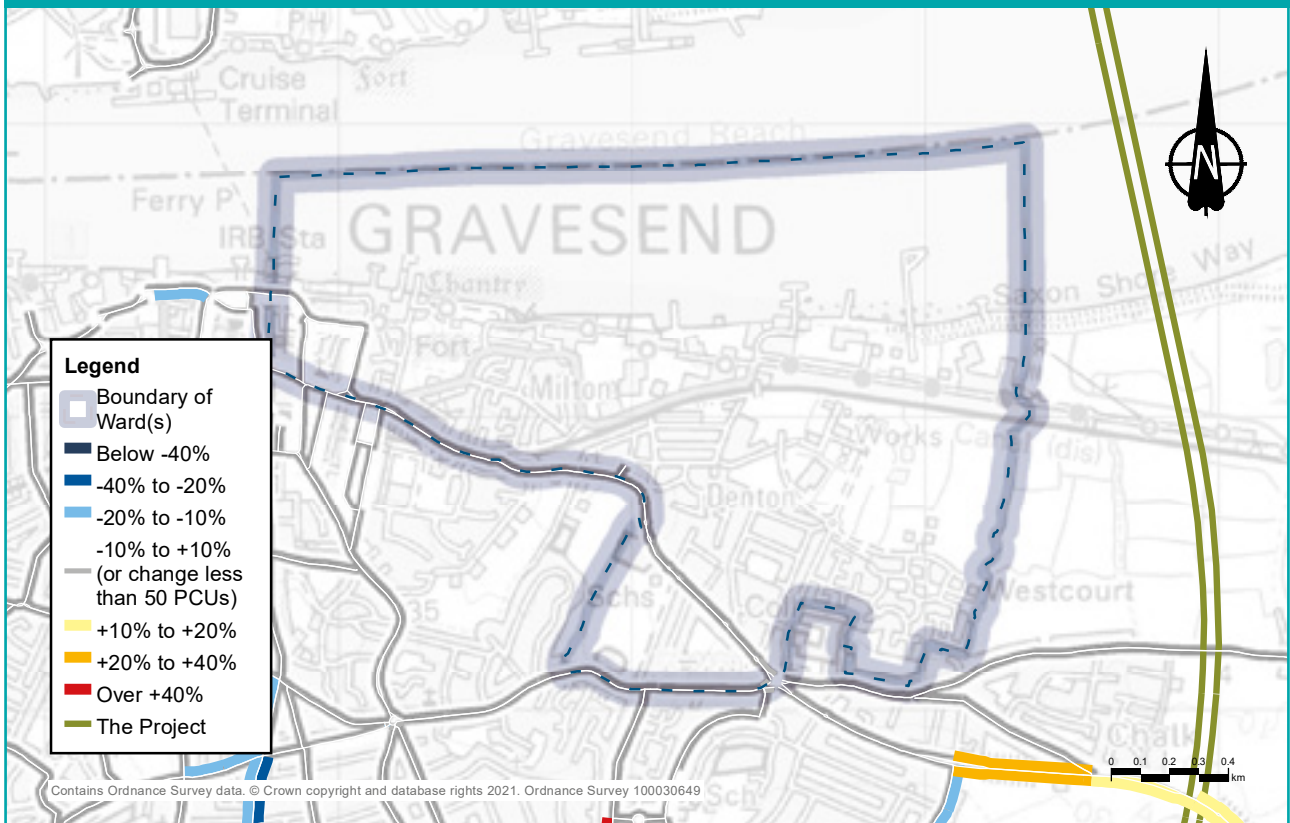 PH
Cruise
Terminal
Fort
Gravesend Reach
N
Ferry P
IRB Sta
GRAVESEND
Saxon Shore Way
Chantry
Fort
Milton
Works Canal (dis)
Denton
Schs
Westcourt
35
Chalk
Legend
Boundary of
Ward(s)
Below -40%
-40% to -20%
-20% to -10%
-10% to +10%
(or change less
than 50 PCUs)
+10% to +20%
+20% to +40%
Over +40%
The Project
0 0.1 0.2 0.3 0.4
km
Contains Ordnance Survey data. © Crown copyright and database rights 2021. Ordnance Survey 100030649